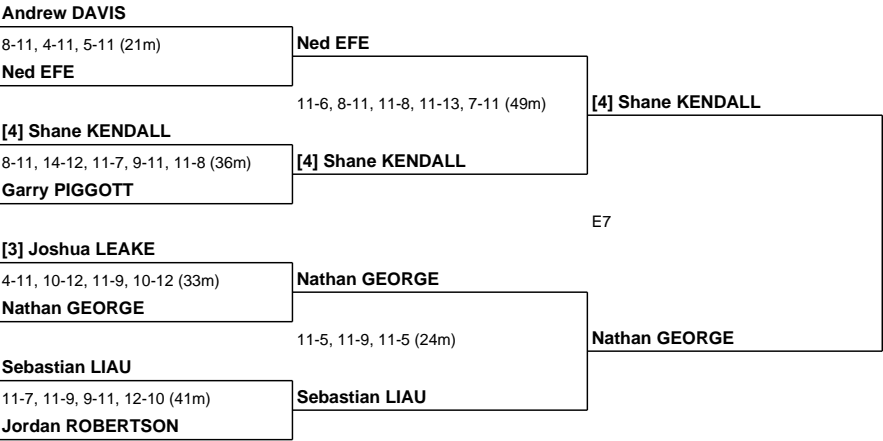 Andrew DAVIS
8-11, 4-11, 5-11 (21m)
Ned EFE
Ned EFE
11-6, 8-11, 11-8, 11-13, 7-11 (49m)
[4] Shane KENDALL
[4] Shane KENDALL
8-11, 14-12, 11-7, 9-11, 11-8 (36m)
[4] Shane KENDALL
Garry PIGGOTT
E7
[3] Joshua LEAKE
4-11, 10-12, 11-9, 10-12 (33m)
Nathan GEORGE
Nathan GEORGE
11-5, 11-9, 11-5 (24m)
Nathan GEORGE
Sebastian LIAU
11-7, 11-9, 9-11, 12-10 (41m)
Sebastian LIAU
Jordan ROBERTSON